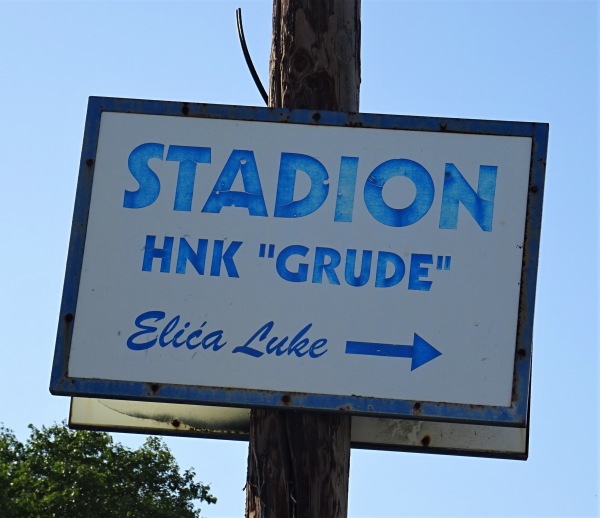 STADION
HNK "GRUDE"
Elića Luke